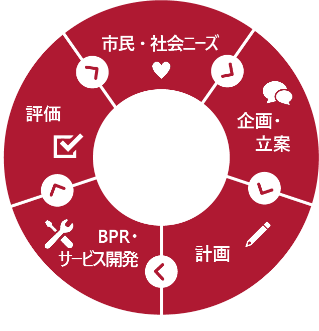 市民・社会ニーズ
企画・
立案
計画
BPR・
サービス開発
評価